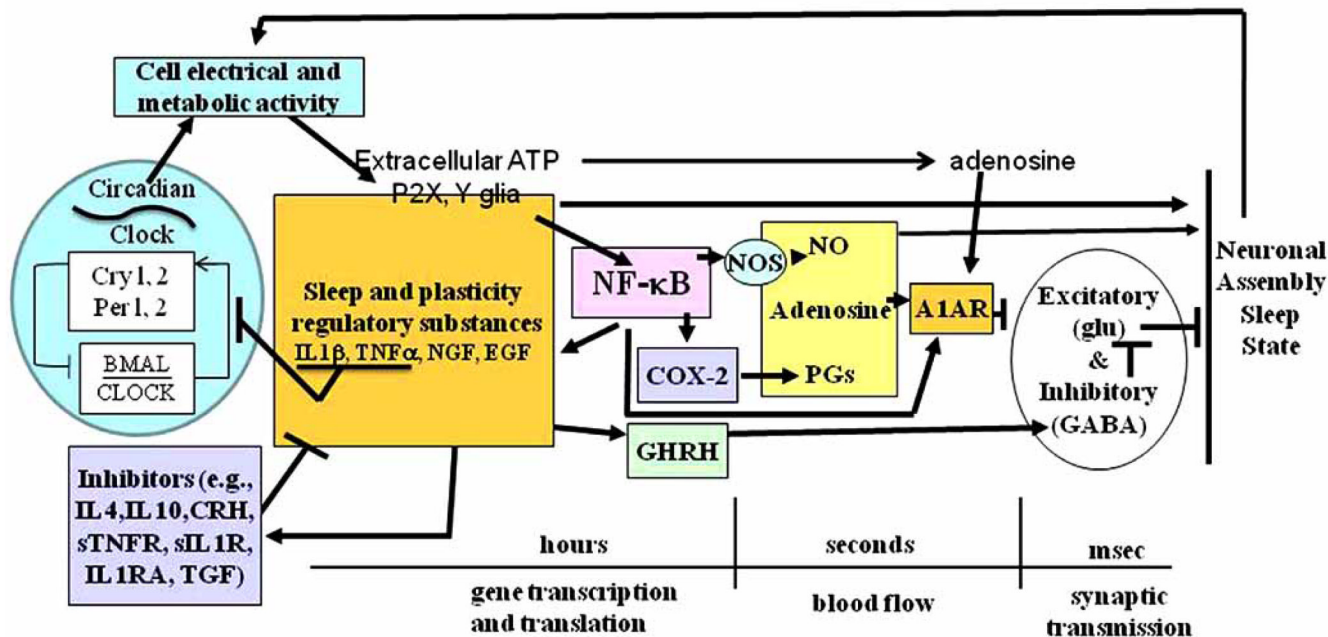 Cell electrical and
metabolic activity
Extracellular ATP
adenosine
P2X, Y glia
Circadian
Clock
Cry1, 2
Per1, 2
BMAL
CLOCK
Sleep and plasticity
regulatory substances
IL1β, TNFα, NGF, EGF
NF-κB
NOS
NO
Adenosine
A1AR
COX-2
PGs
GHRH
Excitatory
(glu)
&
Inhibitory
(GABA)
Neuronal
Assembly
Sleep
State
Inhibitors (e.g.,
IL4,IL10,CRH,
sTNFR, sIL1R,
IL1RA, TGF)
hours
seconds
msec
gene transcription
and translation
blood flow
synaptic
transmission